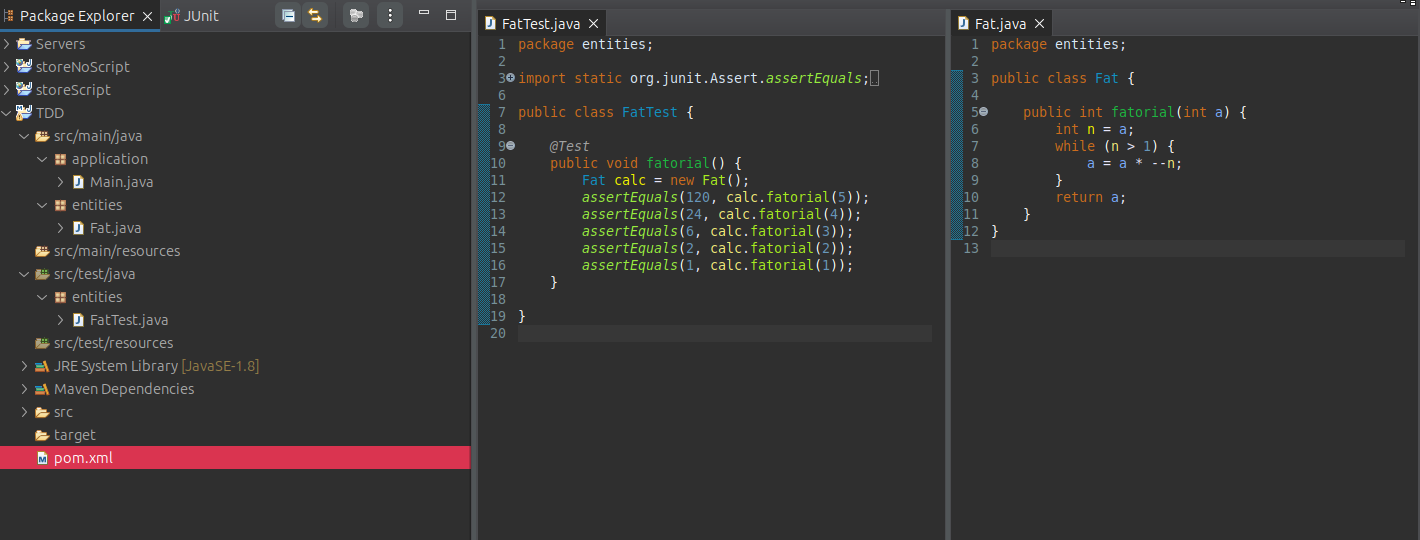 Package Explorer
JUnit
Servers
storeNoScript
storeScript
TDD
src/main/java
application
Main.java
entities
Fat.java
src/main/resources
src/test/java
entities
FatTest.java
src/test/resources
JRE System Library [JavaSE-1.8]
Maven Dependencies
src
target
pom.xml
FatTest.java
1 package entities;
2
3 import static org.junit.Assert.assertEquals;
6
7 public class FatTest {
8
9 @Test
10 public void fatorial() {
11 Fat calc = new Fat();
12 assertEquals(120, calc.fatorial(5));
13 assertEquals(24, calc.fatorial(4));
14 assertEquals(6, calc.fatorial(3));
15 assertEquals(2, calc.fatorial(2));
16 assertEquals(1, calc.fatorial(1));
17 }
18
19 }
20
Fat.java
1 package entities;
2
3 public class Fat {
4
5 public int fatorial(int a) {
6 int n = a;
7 while (n > 1) {
8 a = a * --n;
9 }
10 return a;
11 }
12 }
13